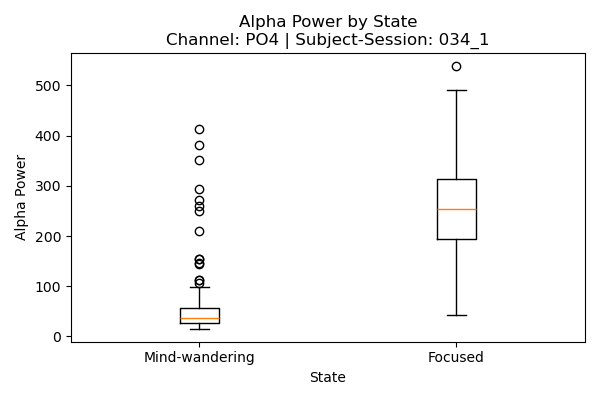 Alpha Power by State
Channel: PO4 | Subject-Session: 034_1
Alpha Power
500
400
300
200
100
0
Mind-wandering
Focused
State